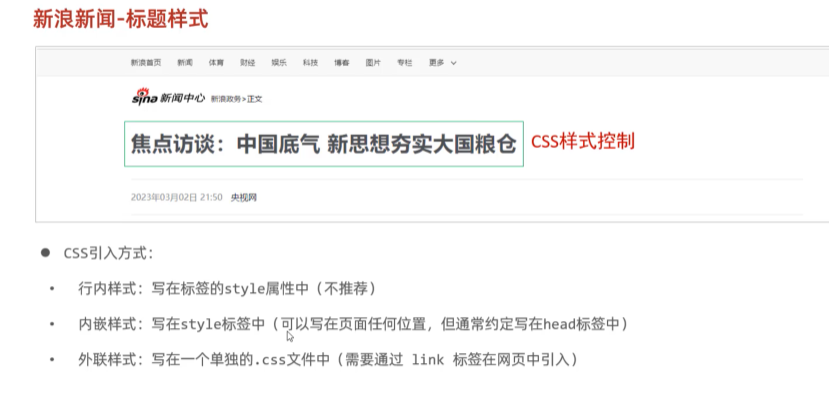 新浪新闻-标题样式
新浪首页 新闻 体育 财经 娱乐 科技 博客 图片 专栏 更多
sina 新闻中心 新浪政务>正文
焦点访谈：中国底气 新思想夯实大国粮仓 CSS样式控制
2023年03月02日 21:50 央视网
● CSS引入方式：
• 行内样式：写在标签的style属性中（不推荐）
• 内嵌样式：写在style标签中（可以写在页面任何位置，但通常约定写在head标签中）
• 外联样式：写在一个单独的.css文件中（需要通过 link 标签在网页中引入）